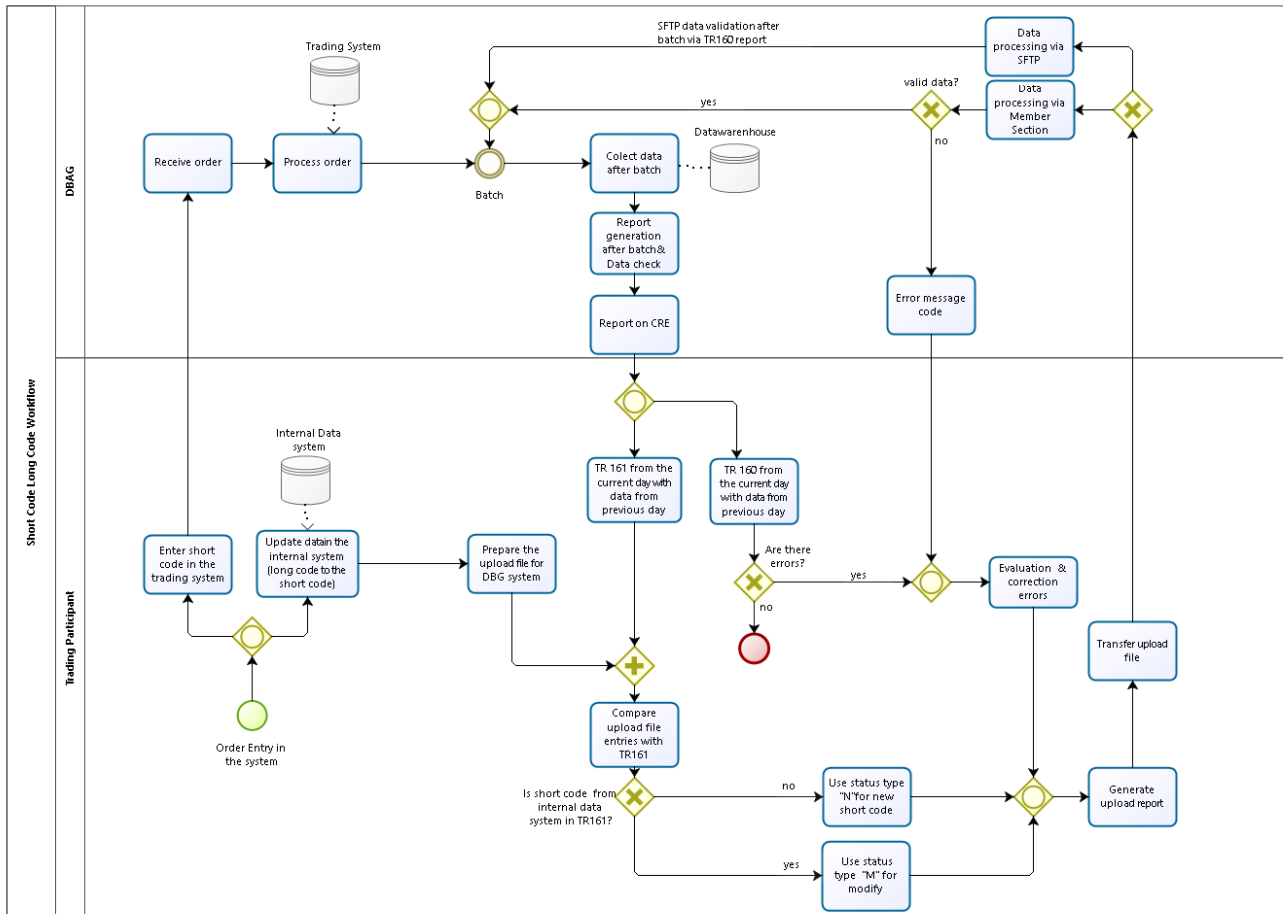 Short Code Long Code Workflow
DBAG
Trading Participant
SFTP data validation after
batch via TR160 report
Data
processing via
SFTP
Trading System
valid data?
Data
processing via
Member
Section
yes
no
Datawarehouse
Receive order
Process order
Batch
Colect data
after batch
Report
generation
after batch&
Data check
Error message
code
Report on CRE
Internal Data
system
TR 161 from the
current day with
data from
previous day
TR 160 from
the current day
with data from
previous day
Enter short
code in the
trading system
Update data in the
internal system
(long code to the
short code)
Prepare the
upload file for
DBG system
Are there
errors?
yes
no
Evaluation &
correction
errors
Transfer upload
file
Order Entry in
the system
Compare
upload file
entries with
TR161
Is short code from
internal data
system in TR161?
no
Use status type
"N"for new
short code
Generate
upload report
yes
Use status
type "M" for
modify